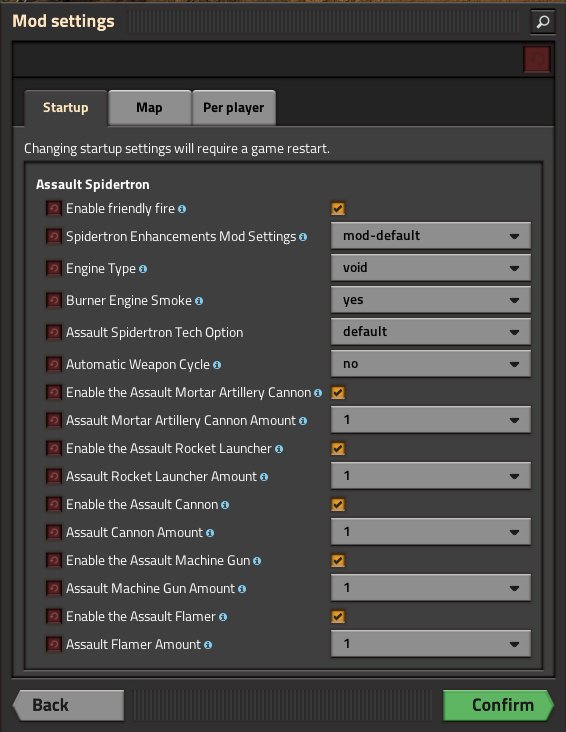 Mod settings
Startup Map Per player
Changing startup settings will require a game restart.
Assault Spidertron
Enable friendly fire
Spidertron Enhancements Mod Settings mod-default
Engine Type void
Burner Engine Smoke yes
Assault Spidertron Tech Option default
Automatic Weapon Cycle no
Enable the Assault Mortar Artillery Cannon
Assault Mortar Artillery Cannon Amount 1
Enable the Assault Rocket Launcher
Assault Rocket Launcher Amount 1
Enable the Assault Cannon
Assault Cannon Amount 1
Enable the Assault Machine Gun
Assault Machine Gun Amount 1
Enable the Assault Flamer
Assault Flamer Amount 1
Back Confirm